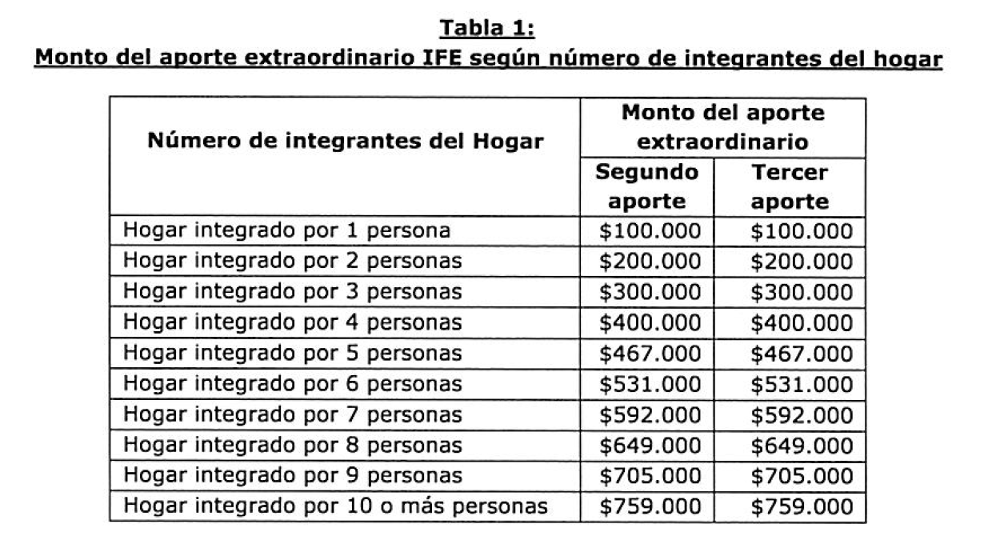 Tabla 1:
Monto del aporte extraordinario IFE según número de integrantes del hogar
Número de integrantes del Hogar
Monto del aporte
extraordinario
Segundo
aporte
Tercer
aporte
Hogar integrado por 1 persona $100.000 $100.000
Hogar integrado por 2 personas $200.000 $200.000
Hogar integrado por 3 personas $300.000 $300.000
Hogar integrado por 4 personas $400.000 $400.000
Hogar integrado por 5 personas $467.000 $467.000
Hogar integrado por 6 personas $531.000 $531.000
Hogar integrado por 7 personas $592.000 $592.000
Hogar integrado por 8 personas $649.000 $649.000
Hogar integrado por 9 personas $705.000 $705.000
Hogar integrado por 10 o más personas $759.000 $759.000